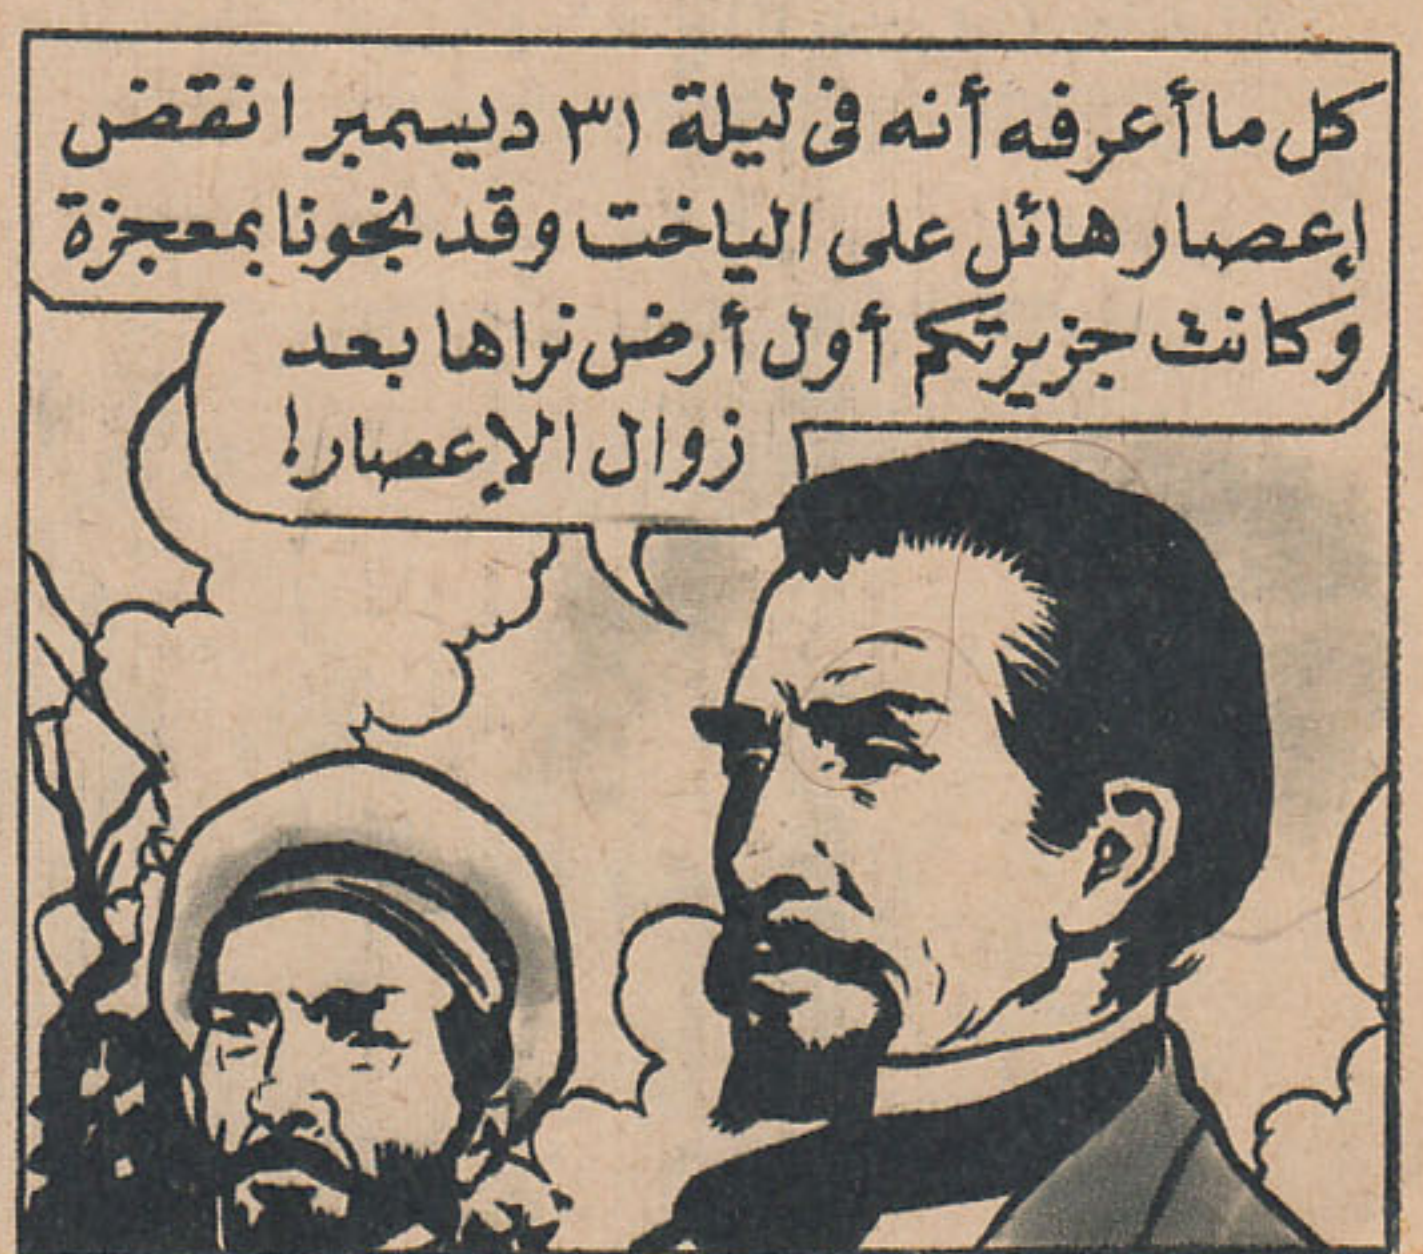 كل ما أعرفه أنه فى ليلة ٣١ ديسمبر انقض
إعصار هائل على الياخت وقد نجونا بمعجزة
وكانت جزيرتكم أول أرض نراها بعد
زوال الإعصار!